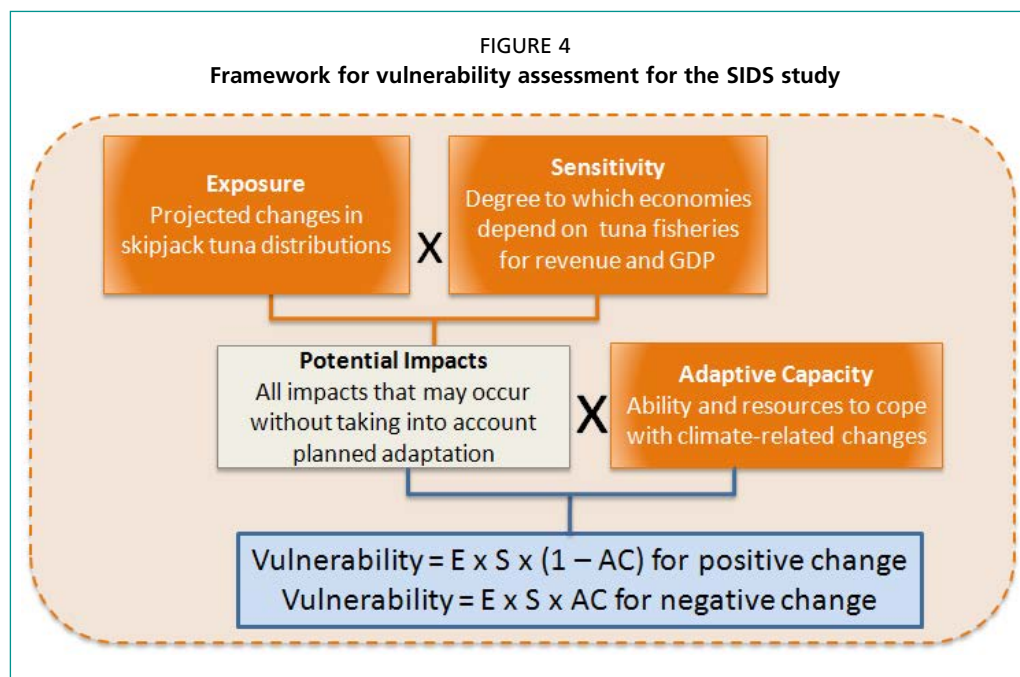 FIGURE 4
Framework for vulnerability assessment for the SIDS study
Exposure
Projected changes in
skipjack tuna distributions
X
Sensitivity
Degree to which economies
depend on tuna fisheries
for revenue and GDP
Potential Impacts
All impacts that may occur
without taking into account
planned adaptation
X
Adaptive Capacity
Ability and resources to cope
with climate-related changes
Vulnerability = E x S x (1 – AC) for positive change
Vulnerability = E x S x AC for negative change